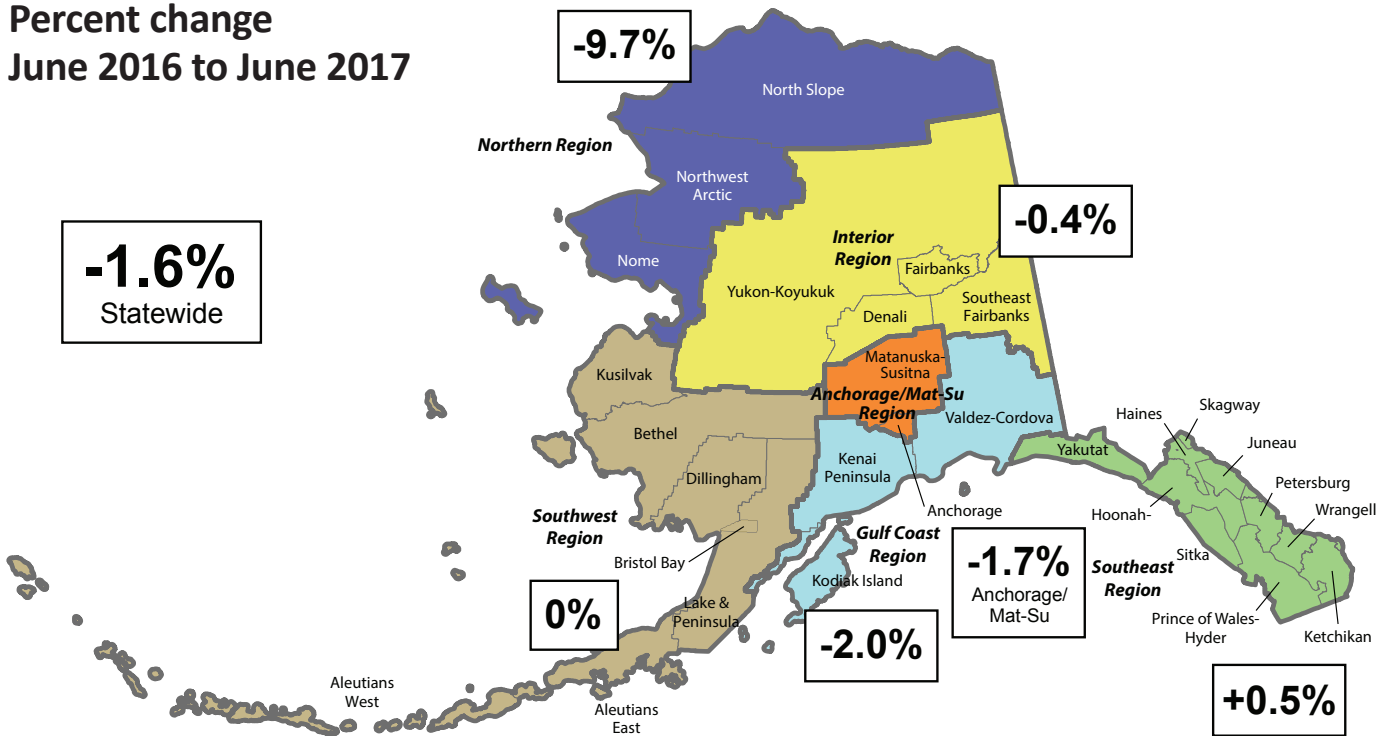 Percent change
June 2016 to June 2017
-9.7%
North Slope
Northern Region
Northwest
Arctic
-1.6%
Statewide
Nome
-0.4%
Interior
Region
Fairbanks
Yukon-Koyukuk
Southeast
Fairbanks
Denali
Kusilvak
Matanuska-
Susitna
Anchorage/Mat-Su
Region
Valdez-Cordova
Bethel
Skagway
Haines
Juneau
Yakutat
Kenai
Peninsula
Dillingham
Petersburg
Anchorage
Hoonah-
Wrangell
Southwest
Region
Gulf Coast
Region
Bristol Bay
Sitka
-1.7%
Anchorage/
Mat-Su
Southeast
Region
Kodiak Island
0%
Lake &
Peninsula
Prince of Wales-
Hyder
Ketchikan
-2.0%
Aleutians
West
Aleutians
East
+0.5%